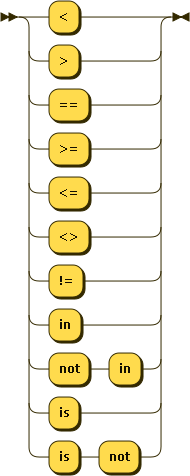 <
>
==
>=
<=
<>
!=
in
not in
is
is not